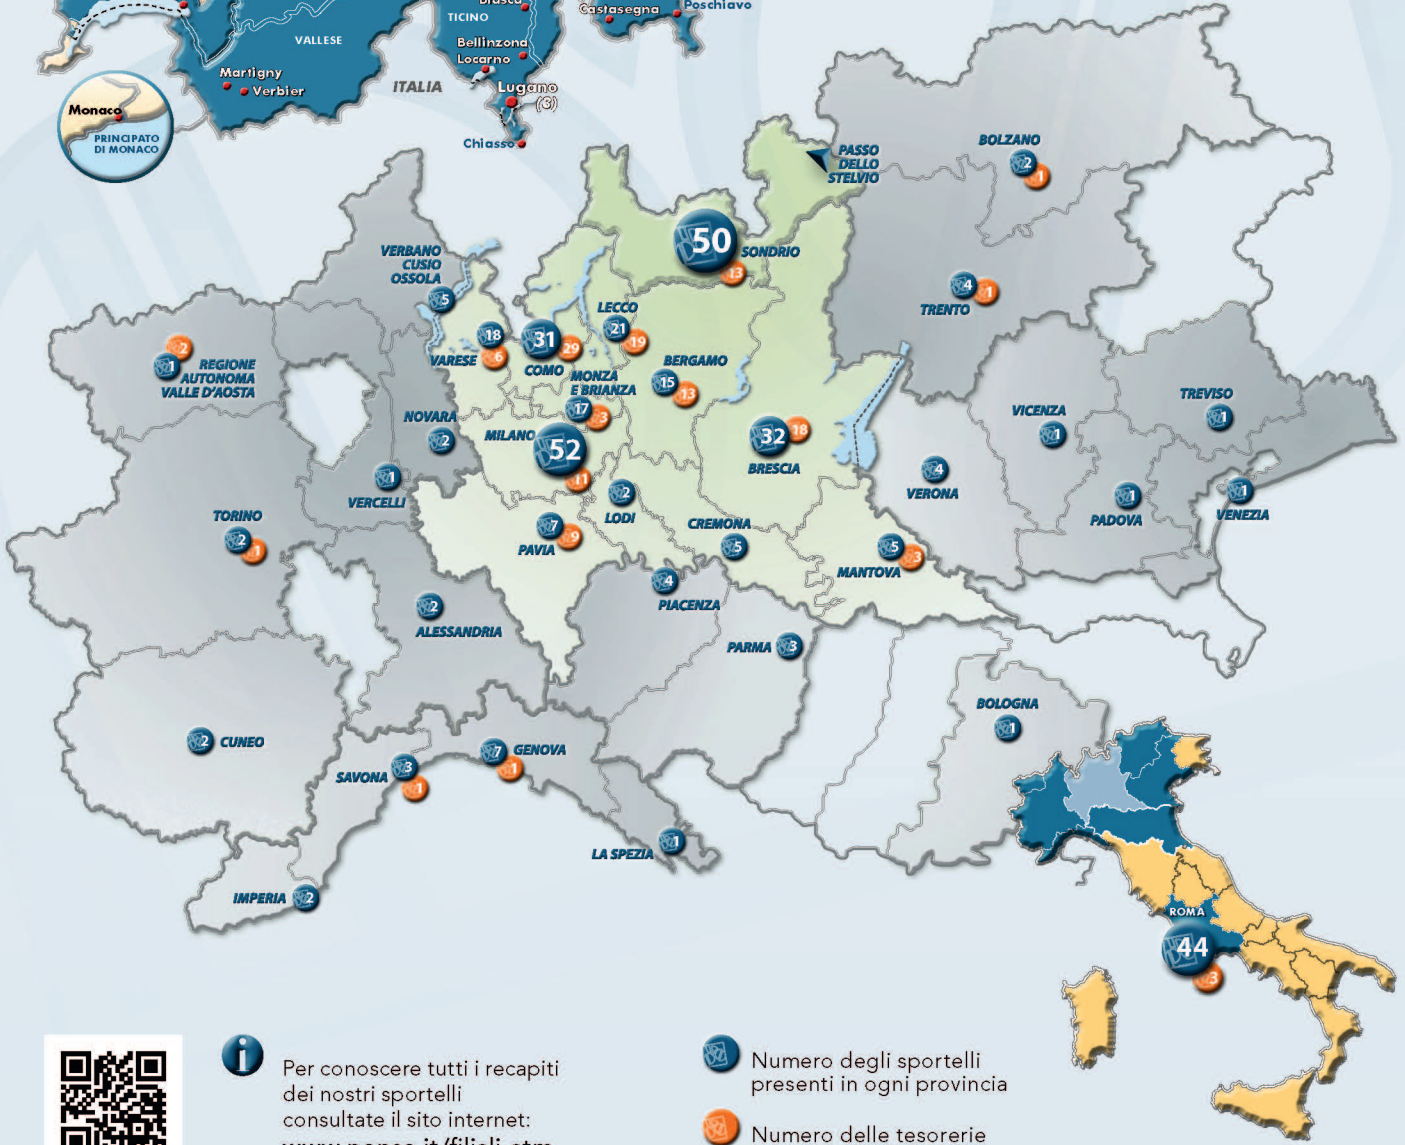 Biasca
Castasegna
Poschiavo
TICINO
VALLESE
Bellinzona
Locarno
Martigny
Verbier
ITALIA
Lugano
(3)
Monaco
PRINCIPATO
DI MONACO
Chiasso
PASSO
DELLO
STELVIO
BOLZANO
2
1
50
SONDRIO
13
VERBANO
CUSIO
OSSOLA
5
4
1
TRENTO
LECCO
21
19
18
VARESE
6
31
29
COMO
2
1
REGIONE
AUTONOMA
VALLE D'AOSTA
BERGAMO
15
13
MONZA
E BRIANZA
17
3
NOVARA
2
MILANO
52
11
32
18
BRESCIA
VICENZA
1
TREVISO
1
4
VERONA
1
VERCELLI
2
LODI
1
PADOVA
1
VENEZIA
TORINO
2
1
7
9
PAVIA
CREMONA
5
5
3
MANTOVA
4
PIACENZA
2
ALESSANDRIA
PARMA
3
BOLOGNA
1
2
CUNEO
7
GENOVA
1
SAVONA
3
1
LA SPEZIA
1
IMPERIA
2
ROMA
44
3
i
Per conoscere tutti i recapiti
dei nostri sportelli
consultate il sito internet:
www.popso.it/filiali-atm
Numero degli sportelli
presenti in ogni provincia
Numero delle tesorerie